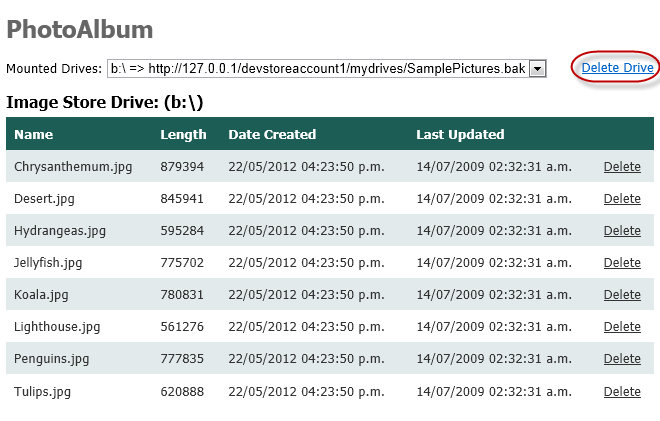 PhotoAlbum
Mounted Drives: b:\ => http://127.0.0.1/devstoreaccount1/mydrives/SamplePictures.bak Delete Drive
Image Store Drive: (b:\)
Name Length Date Created Last Updated
Chrysanthemum.jpg 879394 22/05/2012 04:23:50 p.m. 14/07/2009 02:32:31 a.m. Delete
Desert.jpg 845941 22/05/2012 04:23:50 p.m. 14/07/2009 02:32:31 a.m. Delete
Hydrangeas.jpg 595284 22/05/2012 04:23:50 p.m. 14/07/2009 02:32:31 a.m. Delete
Jellyfish.jpg 775702 22/05/2012 04:23:50 p.m. 14/07/2009 02:32:31 a.m. Delete
Koala.jpg 780831 22/05/2012 04:23:50 p.m. 14/07/2009 02:32:31 a.m. Delete
Lighthouse.jpg 561276 22/05/2012 04:23:50 p.m. 14/07/2009 02:32:31 a.m. Delete
Penguins.jpg 777835 22/05/2012 04:23:50 p.m. 14/07/2009 02:32:31 a.m. Delete
Tulips.jpg 620888 22/05/2012 04:23:50 p.m. 14/07/2009 02:32:31 a.m. Delete